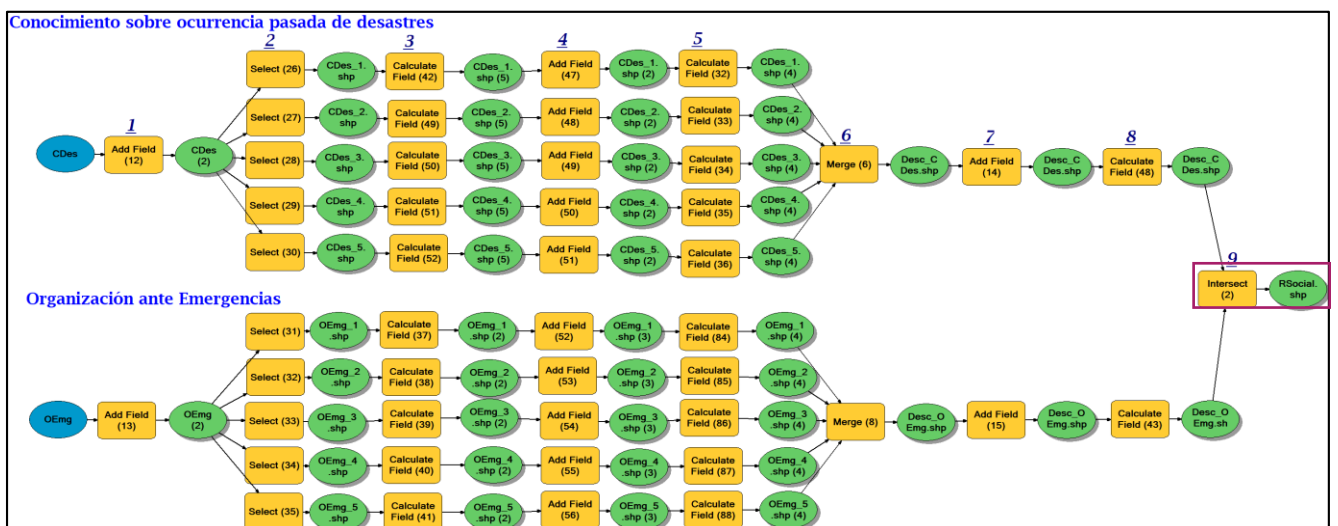 Conocimiento sobre ocurrencia pasada de desastres
2
3
4
5
Select (26)
CDes_1.
shp
Calculate
Field (42)
CDes_1.
shp (5)
Add Field
(47)
CDes_1.
shp (2)
Calculate
Field (32)
CDes_1.
shp (4)
Select (27)
CDes_2.
shp
Calculate
Field (49)
CDes_2.
shp (5)
Add Field
(48)
CDes_2.
shp (2)
Calculate
Field (33)
CDes_2.
shp (4)
1
6
7
8
CDes
Add Field
(12)
CDes
(2)
Select (28)
CDes_3.
shp
Calculate
Field (50)
CDes_3.
shp (5)
Add Field
(49)
CDes_3.
shp (2)
Calculate
Field (34)
CDes_3.
shp (4)
Merge (6)
Desc_C
Des.shp
Add Field
(14)
Desc_C
Des.shp
Calculate
Field (48)
Desc_C
Des.shp
Select (29)
CDes_4.
shp
Calculate
Field (51)
CDes_4.
shp (5)
Add Field
(50)
CDes_4.
shp (2)
Calculate
Field (35)
CDes_4.
shp (4)
Select (30)
CDes_5.
shp
Calculate
Field (52)
CDes_5.
shp (5)
Add Field
(51)
CDes_5.
shp (2)
Calculate
Field (36)
CDes_5.
shp (4)
9
Intersect
(2)
RSocial.
shp
Organización ante Emergencias
Select (31)
OEmg_1
.shp
Calculate
Field (37)
OEmg_1
.shp (2)
Add Field
(52)
OEmg_1
.shp (3)
Calculate
Field (84)
OEmg_1
.shp (4)
Select (32)
OEmg_2
.shp
Calculate
Field (38)
OEmg_2
.shp (2)
Add Field
(53)
OEmg_2
.shp (3)
Calculate
Field (85)
OEmg_2
.shp (4)
OEmg
Add Field
(13)
OEmg
(2)
Select (33)
OEmg_3
.shp
Calculate
Field (39)
OEmg_3
.shp (2)
Add Field
(54)
OEmg_3
.shp (3)
Calculate
Field (86)
OEmg_3
.shp (4)
Merge (8)
Desc_O
Emg.shp
Add Field
(15)
Desc_O
Emg.shp
Calculate
Field (43)
Desc_O
Emg.sh
Select (34)
OEmg_4
.shp
Calculate
Field (40)
OEmg_4
.shp (2)
Add Field
(55)
OEmg_4
.shp (3)
Calculate
Field (87)
OEmg_4
.shp (4)
Select (35)
OEmg_5
.shp
Calculate
Field (41)
OEmg_5
.shp (2)
Add Field
(56)
OEmg_5
.shp (3)
Calculate
Field (88)
OEmg_5
.shp (4)